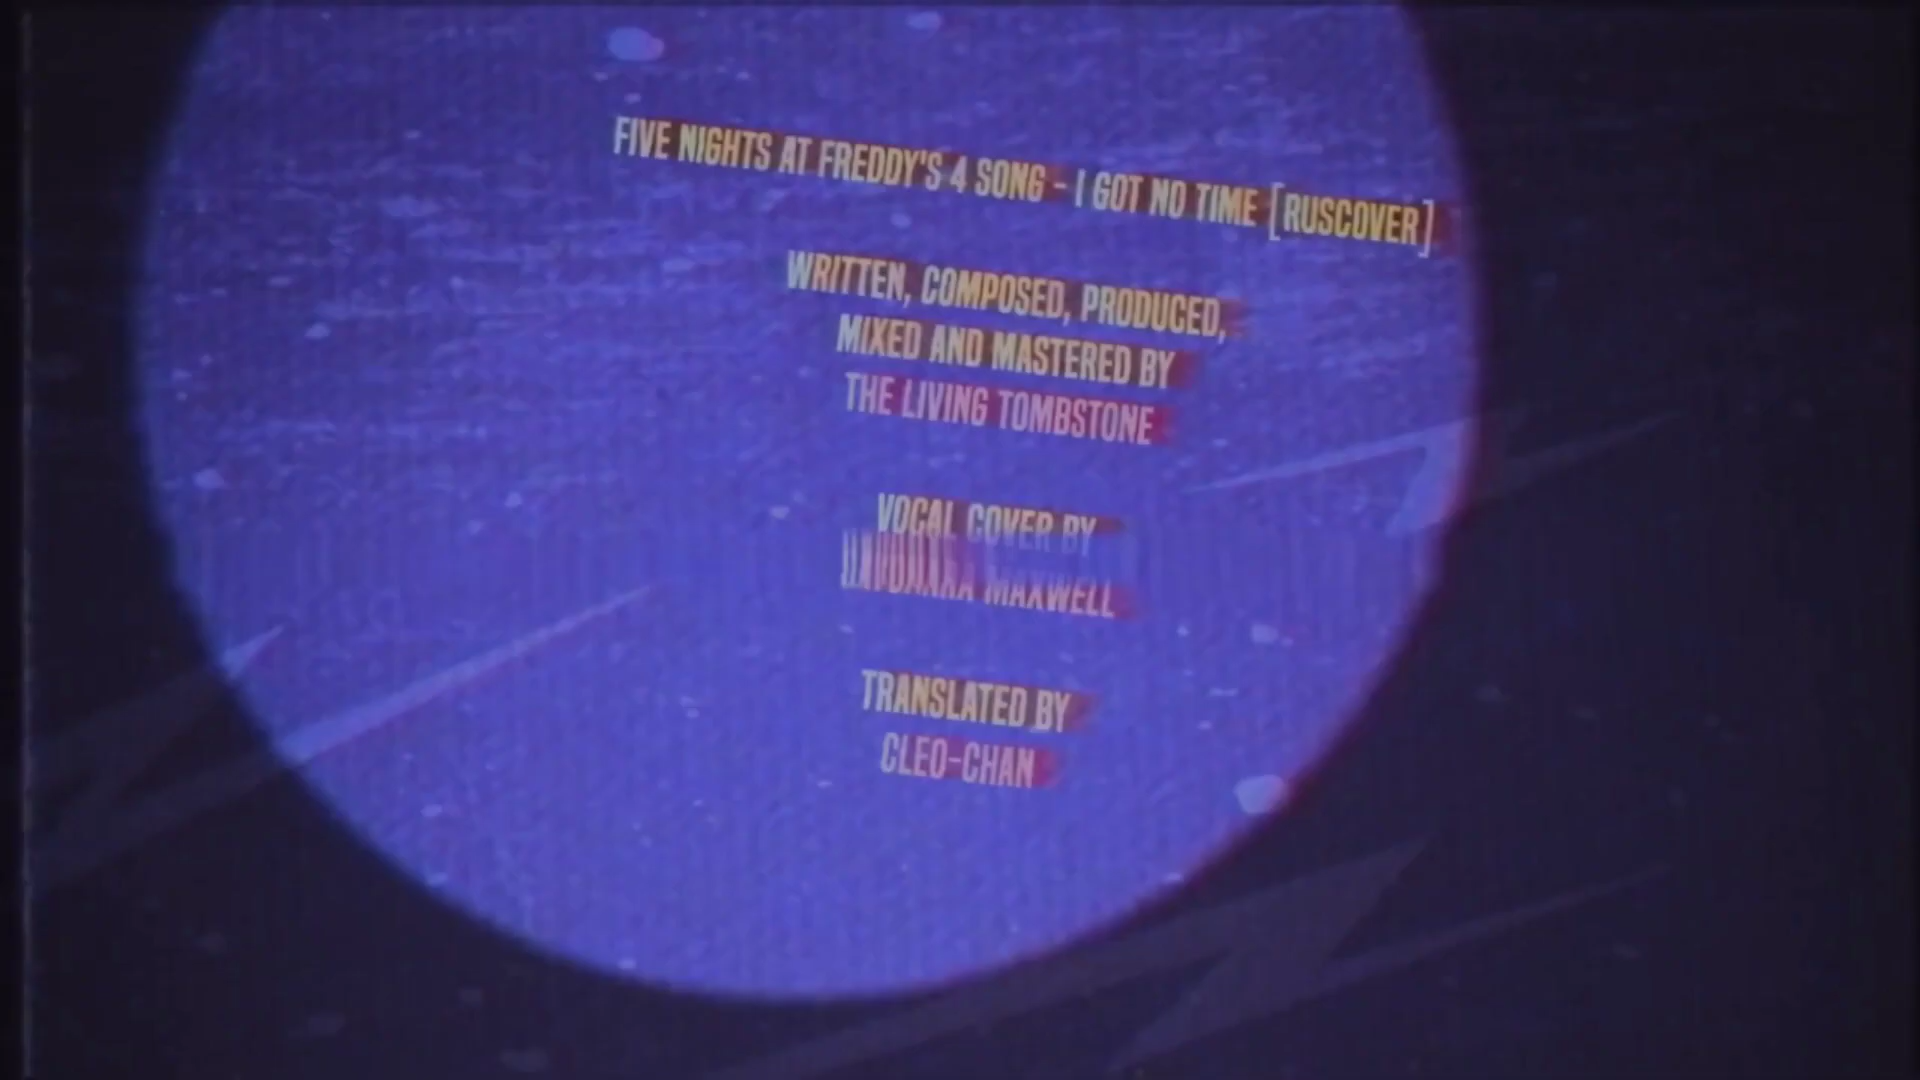 FIVE NIGHTS AT FREDDY'S 4 SONG - I GOT NO TIME [RUSCOVER]
WRITTEN, COMPOSED, PRODUCED,
MIXED AND MASTERED BY
THE LIVING TOMBSTONE
VOCAL COVER BY
MAXWELL
TRANSLATED BY
CLEO-CHAN